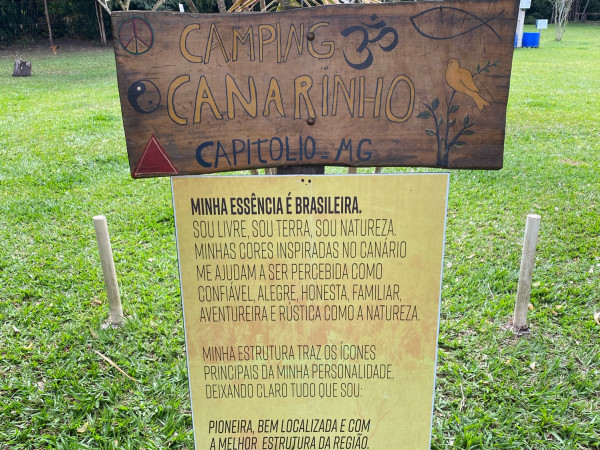 CAMPING ॐ
CANARINHO
CAPITÓLIO_MG
MINHA ESSÊNCIA É BRASILEIRA.
SOU LIVRE, SOU TERRA, SOU NATUREZA.
MINHAS CORES INSPIRADAS NO CANÁRIO
ME AJUDAM A SER PERCEBIDA COMO
CONFIÁVEL, ALEGRE, HONESTA, FAMILIAR,
AVENTUREIRA E RÚSTICA COMO A NATUREZA.
MINHA ESTRUTURA TRAZ OS ÍCONES
PRINCIPAIS DA MINHA PERSONALIDADE,
DEIXANDO CLARO TUDO QUE SOU:
PIONEIRA, BEM LOCALIZADA E COM
A MELHOR ESTRUTURA DA REGIÃO.